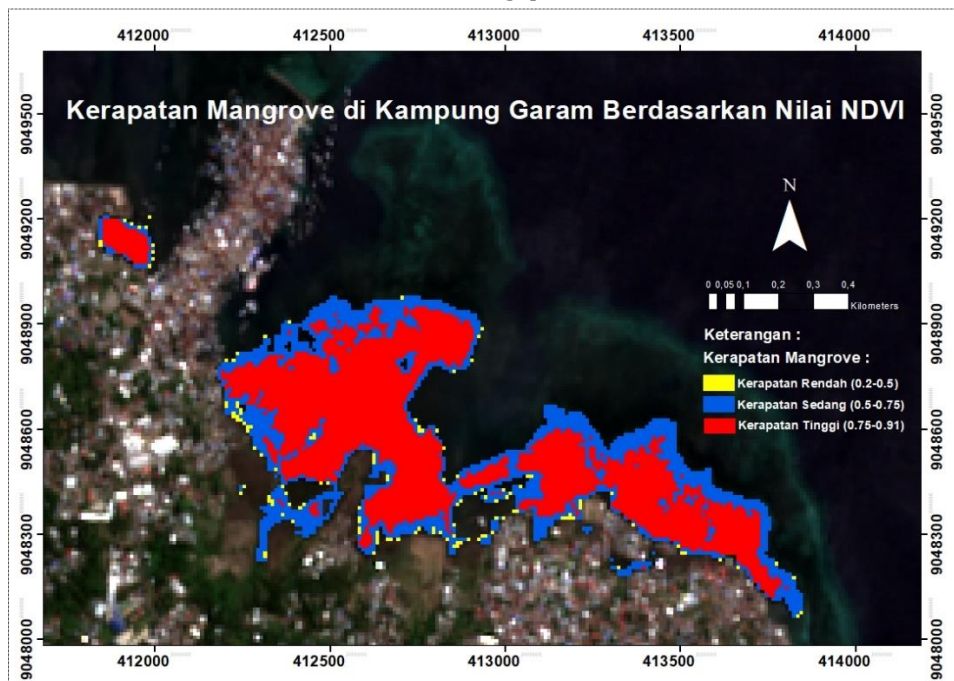 412000 412500 413000 413500 414000
Kerapatan Mangrove di Kampung Garam Berdasarkan Nilai NDVI
9049500 9049500
9049200 9049200
9048900 9048900
9048600 9048600
9048300 9048300
9048000 9048000
N
0 0,05 0,1 0,2 0,3 0,4
Kilometers
Keterangan :
Kerapatan Mangrove :
Kerapatan Rendah (0.2-0.5)
Kerapatan Sedang (0.5-0.75)
Kerapatan Tinggi (0.75-0.91)
412000 412500 413000 413500 414000